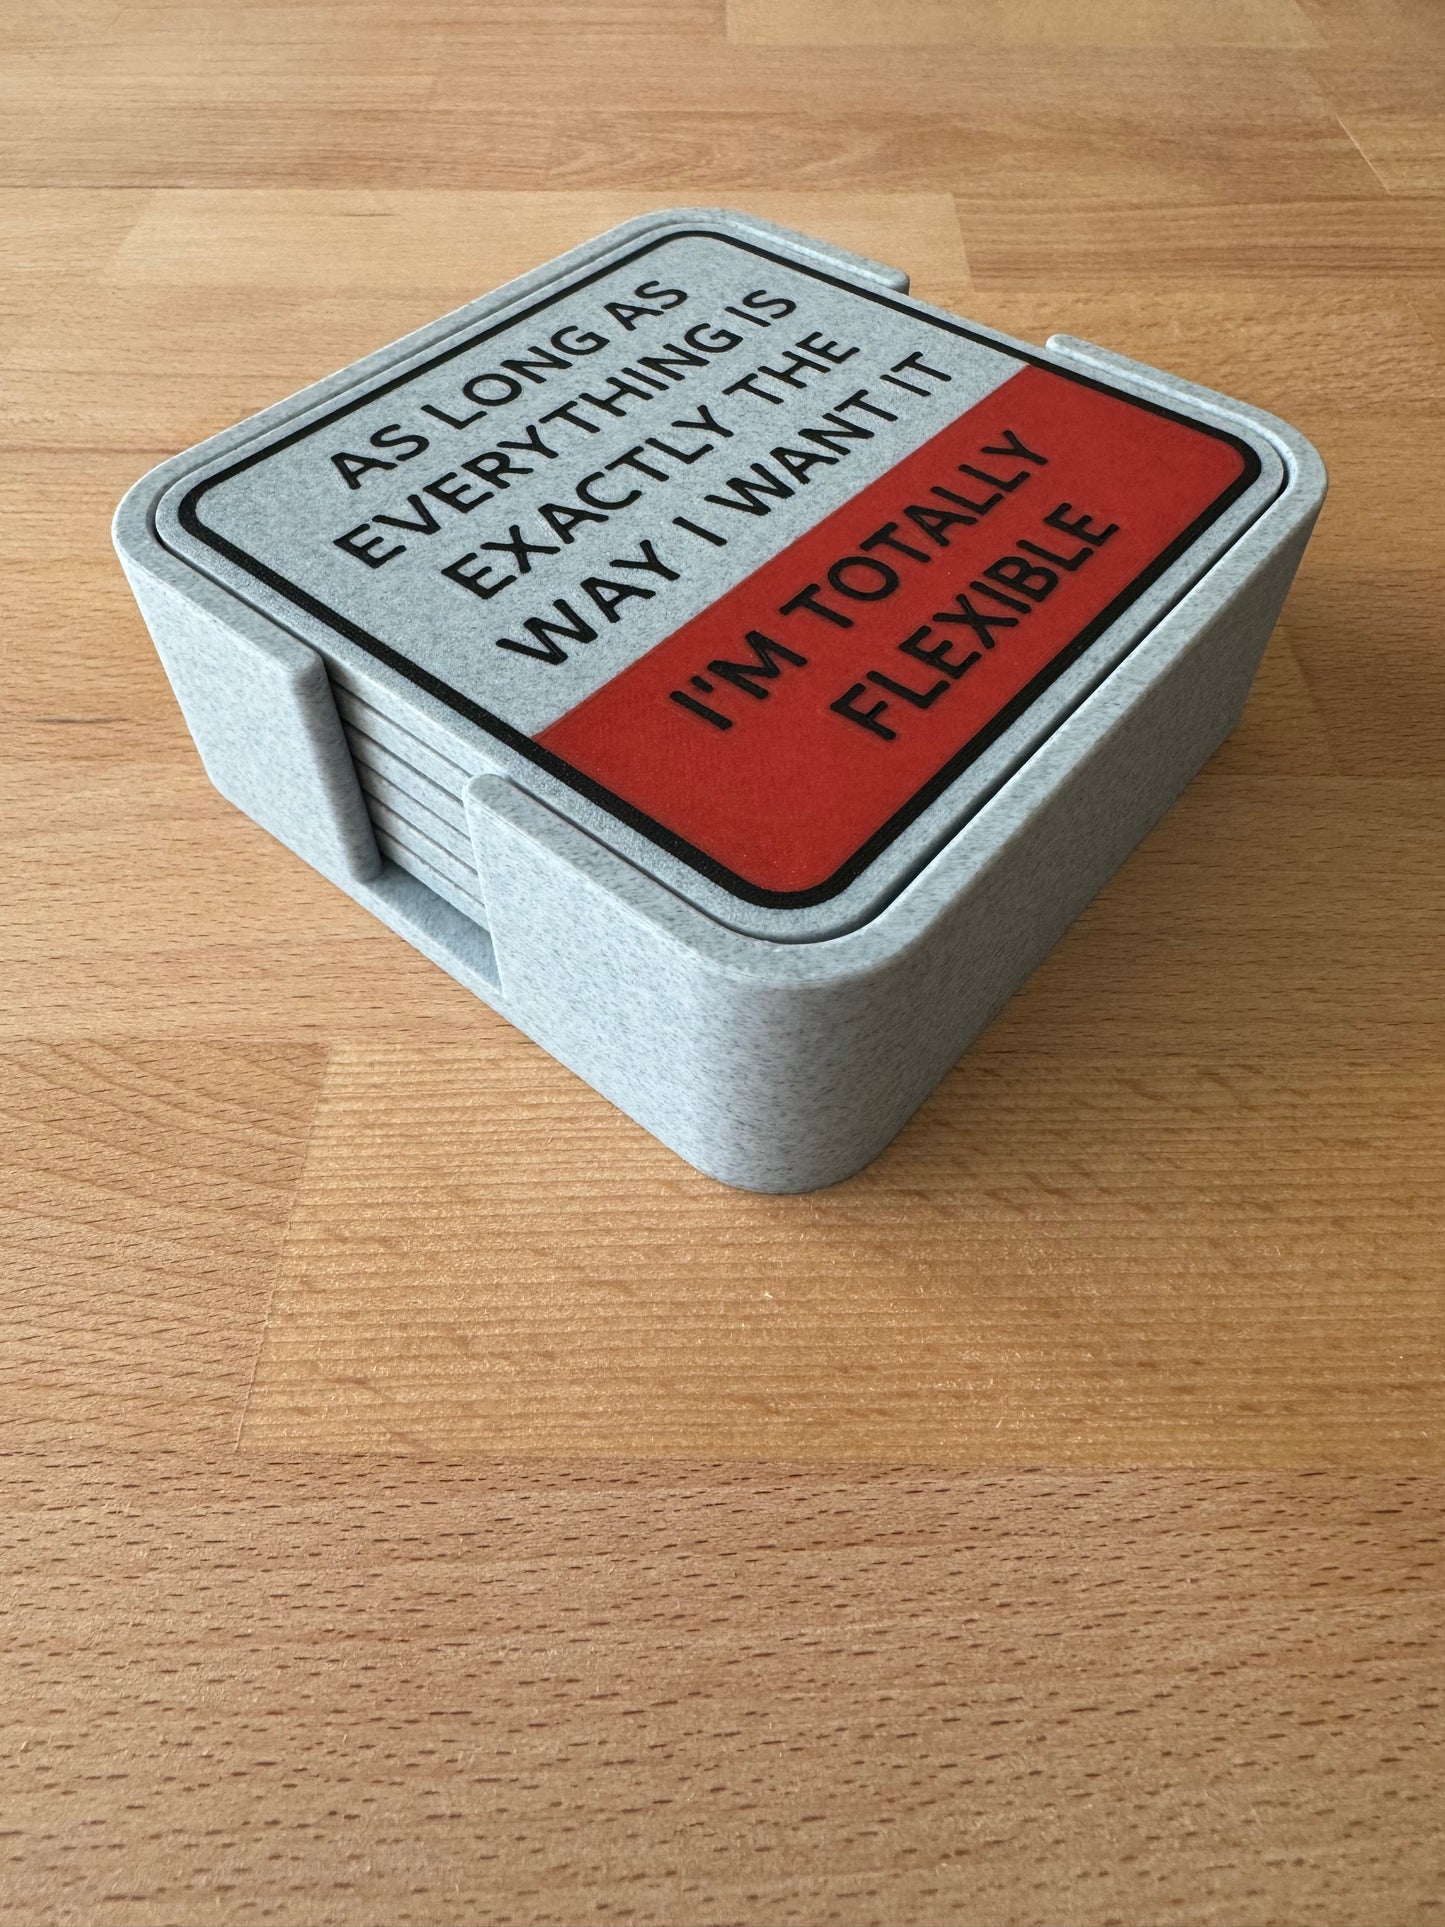 AS LONG AS
EVERYTHING IS
EXACTLY THE
WAY I WANT IT
I'M TOTALLY
FLEXIBLE